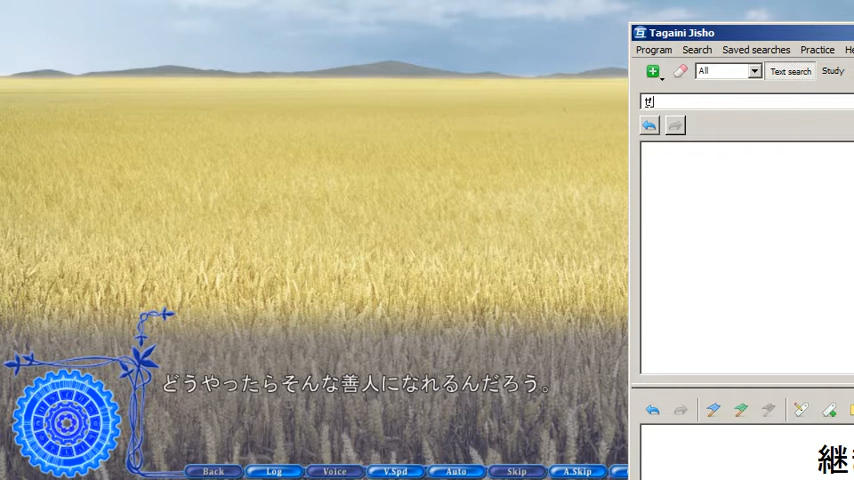 Tagaini Jisho
Program Search Saved searches Practice He
All Text search Study
ぜ
どうやったらそんな善人になれるんだろう。
継
Back Log Voice V.Spd Auto Skip A.Skip